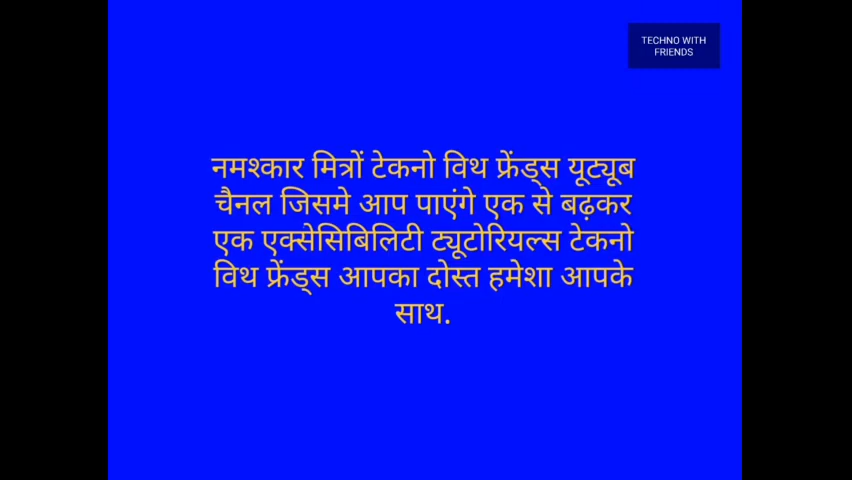 TECHNO WITH
FRIENDS
नमश्कार मित्रों टेकनो विथ फ्रेंड्स यूट्यूब
चैनल जिसमे आप पाएंगे एक से बढ़कर
एक एक्सेसिबिलिटी ट्यूटोरियल्स टेकनो
विथ फ्रेंड्स आपका दोस्त हमेशा आपके
साथ.